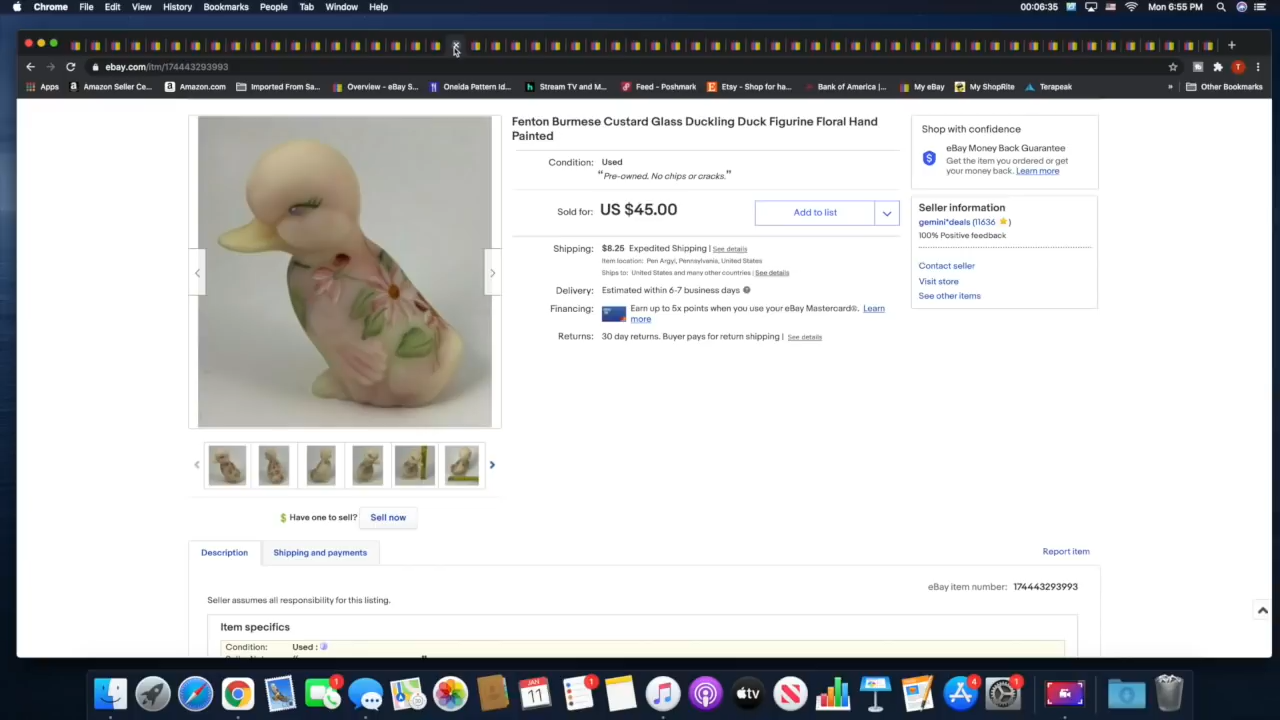 Chrome File Edit View History Bookmarks People Tab Window Help 00:06:35 Mon 6:55 PM
ebay.com/itm/174443293993
T
Apps Amazon Seller Ce... Amazon.com Imported From Sa... Overview - eBay S... Oneida Pattern Id... Stream TV and M... Feed - Poshmark Etsy - Shop for ha... Bank of America |... My eBay My ShopRite Terapeak » Other Bookmarks
Fenton Burmese Custard Glass Duckling Duck Figurine Floral Hand
Painted
Condition: Used
"Pre-owned. No chips or cracks."
Sold for: US $45.00
Add to list
Shipping: $8.25 Expedited Shipping | See details
Item location: Pen Argyl, Pennsylvania, United States
Ships to: United States and many other countries | See details
Delivery: Estimated within 6-7 business days
Financing: Earn up to 5x points when you use your eBay Mastercard®. Learn
more
Returns: 30 day returns. Buyer pays for return shipping | See details
Shop with confidence
eBay Money Back Guarantee
Get the item you ordered or get
your money back. Learn more
Seller information
gemini*deals (11636)
100% Positive feedback
Contact seller
Visit store
See other items
Have one to sell? Sell now
Description Shipping and payments
Report item
eBay item number: 174443293993
Seller assumes all responsibility for this listing.
Item specifics
Condition: Used :
1 JAN 11 1 tv 4 1